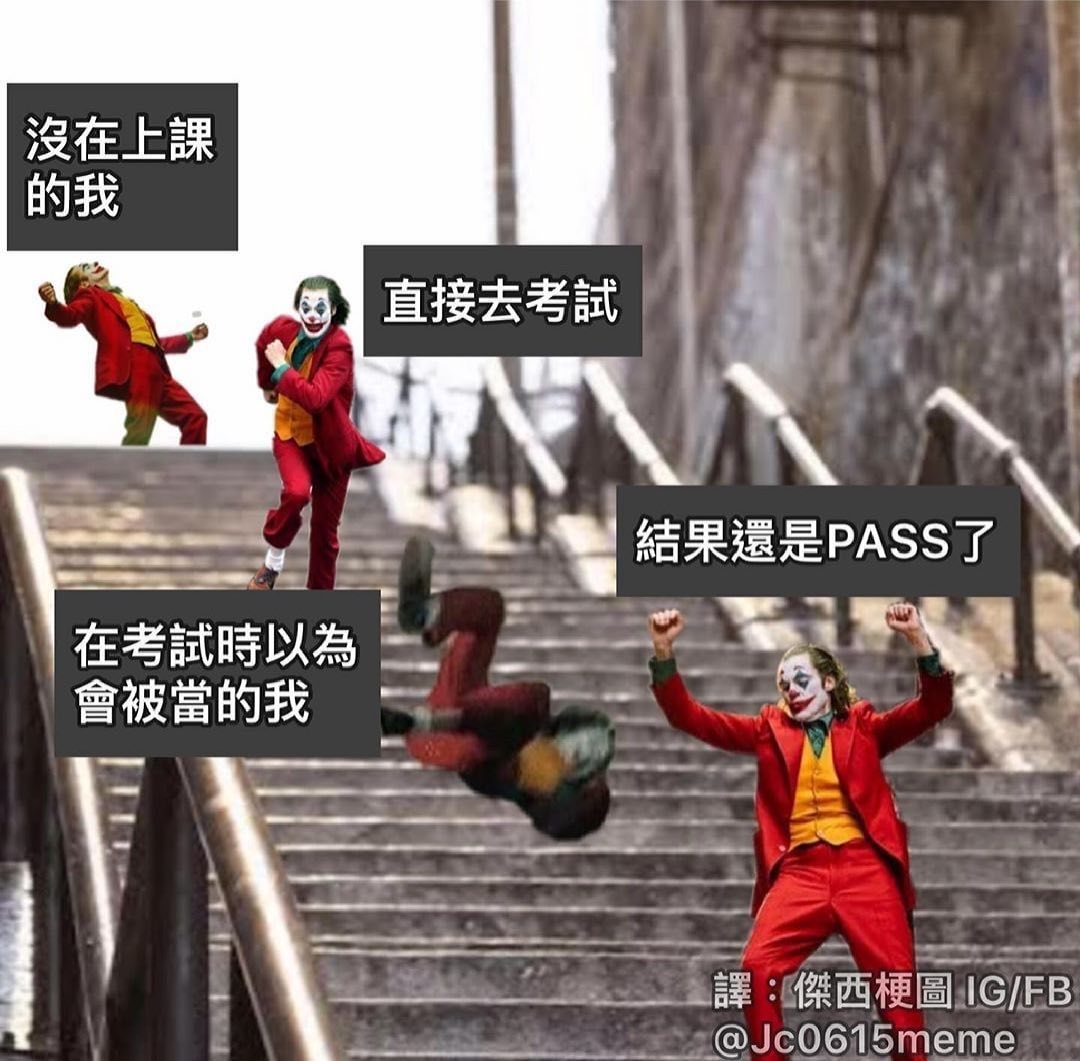 沒在上課
的我
直接去考試
結果還是PASS了
在考試時以為
會被當的我
譯：傑西梗圖 IG/FB
@Jc0615meme